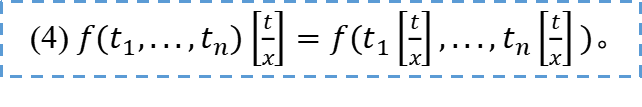 (4) f(t₁,...,tₙ)[t/x] = f(t₁[t/x],...,tₙ[t/x])。